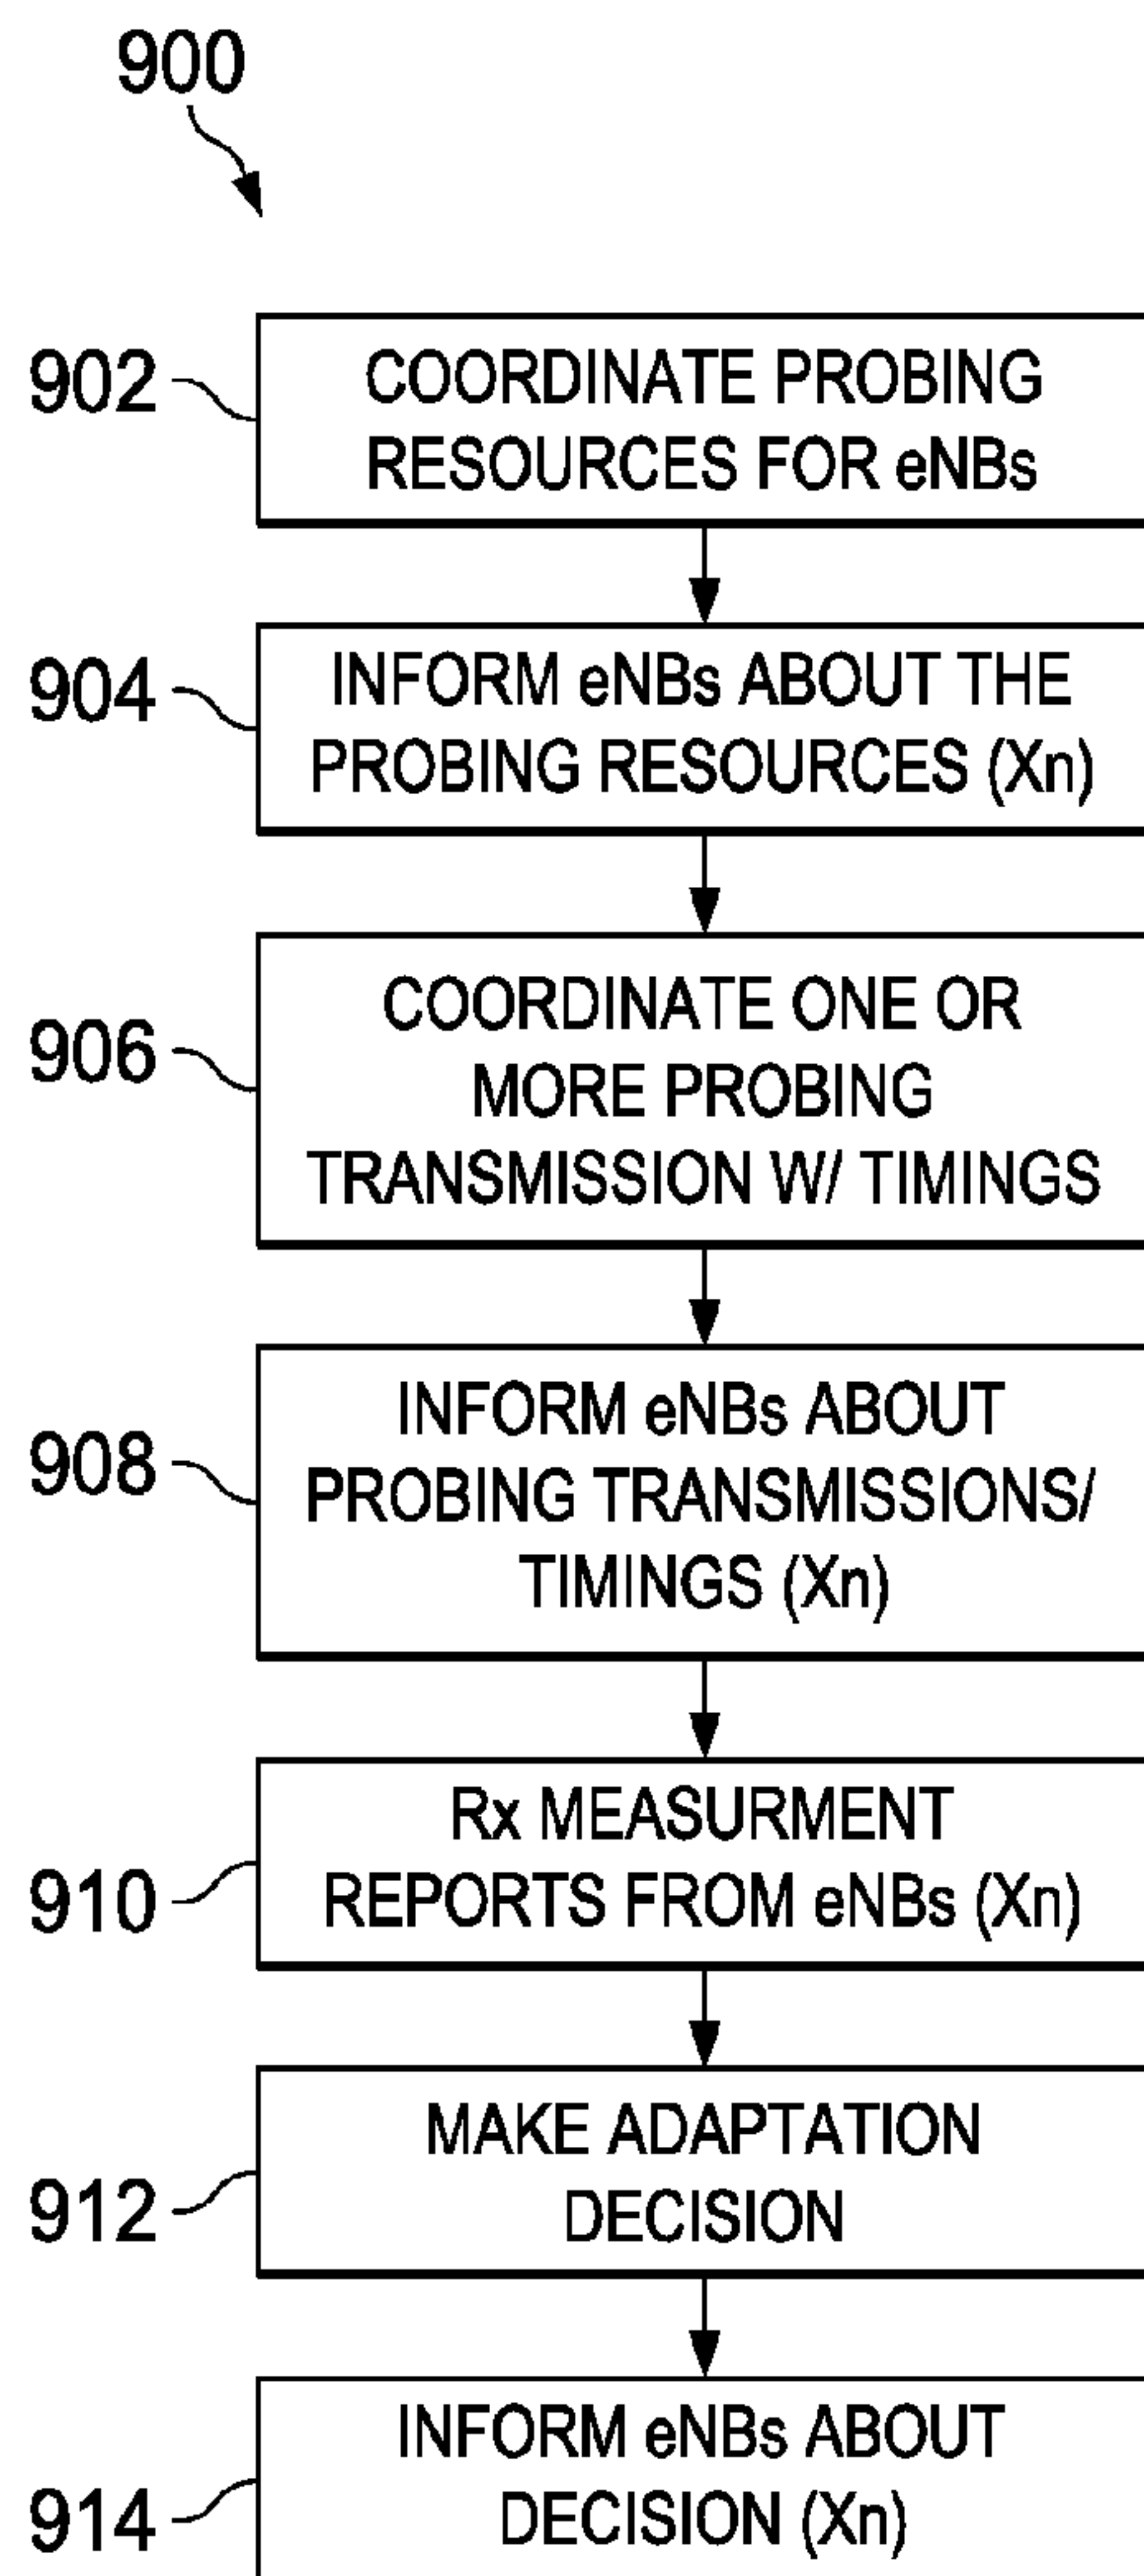 900
902
COORDINATE PROBING
RESOURCES FOR eNBs
904
INFORM eNBs ABOUT THE
PROBING RESOURCES (Xn)
906
COORDINATE ONE OR
MORE PROBING
TRANSMISSION W/ TIMINGS
908
INFORM eNBs ABOUT
PROBING TRANSMISSIONS/
TIMINGS (Xn)
910
Rx MEASURMENT
REPORTS FROM eNBs (Xn)
912
MAKE ADAPTATION
DECISION
914
INFORM eNBs ABOUT
DECISION (Xn)